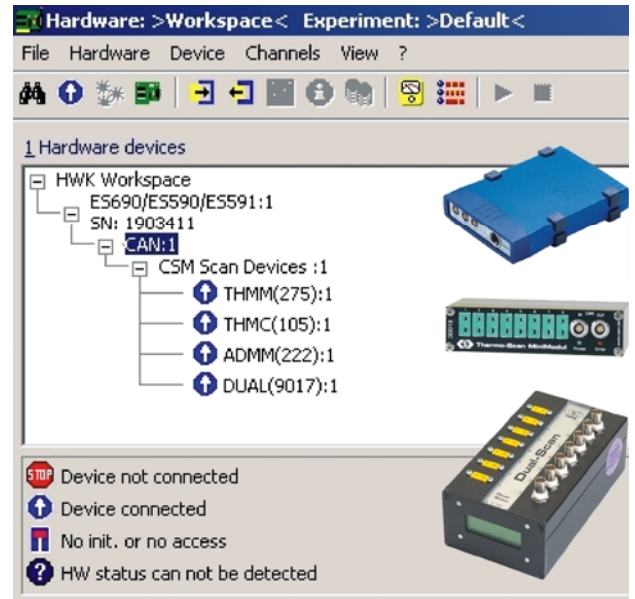 Hardware: >Workspace< Experiment: >Default<
File Hardware Device Channels View ?
1 Hardware devices
HWK Workspace
ES690/ES590/ES591:1
SN: 1903411
CAN:1
CSM Scan Devices :1
THMM(275):1
THMC(105):1
ADMM(222):1
DUAL(9017):1
Thermo-Scan MiniModul
Dual-Scan
STOP Device not connected
Device connected
No init. or no access
? HW status can not be detected